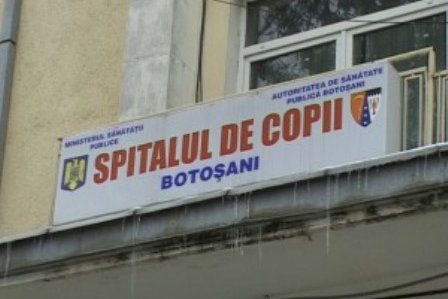 MINISTERUL SĂNĂTĂȚII
PUBLICE
AUTORITATEA DE SĂNĂTATE
PUBLICĂ BOTOȘANI
SPITALUL DE COPII
BOTOȘANI